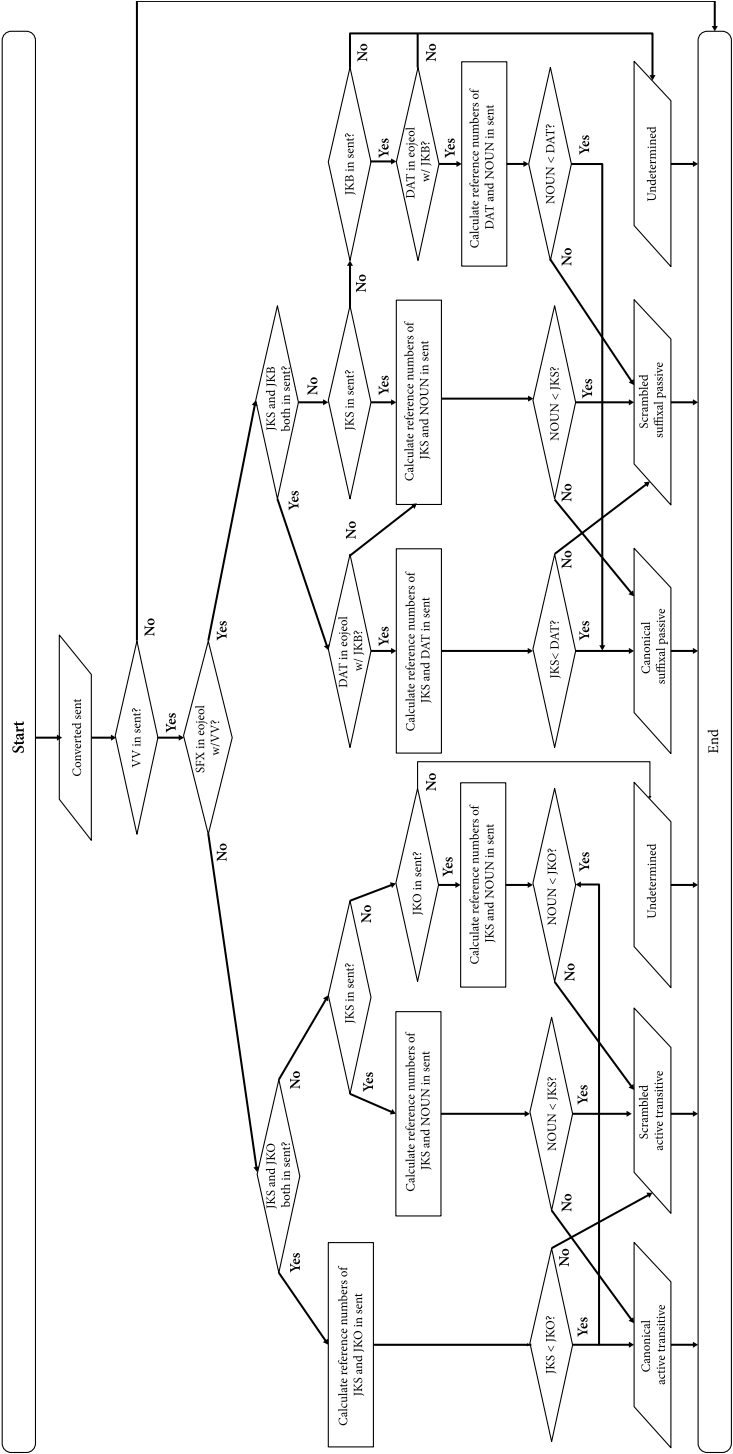 Start
Converted sent
VV in sent?
No
Yes
SFX in eojeol
w/VV?
No
Yes
JKS and JKO
both in sent?
Yes
No
JKS and JKB
both in sent?
Yes
No
Calculate reference numbers of
JKS and JKO in sent
JKS in sent?
Yes
No
DAT in eojeol
w/ JKB?
No
Yes
JKS in sent?
No
Yes
JKB in sent?
No
Yes
Calculate reference numbers of
JKS and NOUN in sent
JKO in sent?
No
Yes
Calculate reference numbers of
JKS and DAT in sent
Calculate reference numbers of
JKS and NOUN in sent
DAT in eojeol
w/ JKB?
No
Yes
Calculate reference numbers of
JKS and NOUN in sent
Calculate reference numbers of
DAT and NOUN in sent
JKS < JKO?
No
Yes
NOUN < JKS?
No
Yes
NOUN < JKO?
No
Yes
JKS< DAT?
No
Yes
NOUN < JKS?
No
Yes
NOUN < DAT?
No
Yes
Canonical
active transitive
Scrambled
active transitive
Undetermined
Canonical
suffixal passive
Scrambled
suffixal passive
Undetermined
End